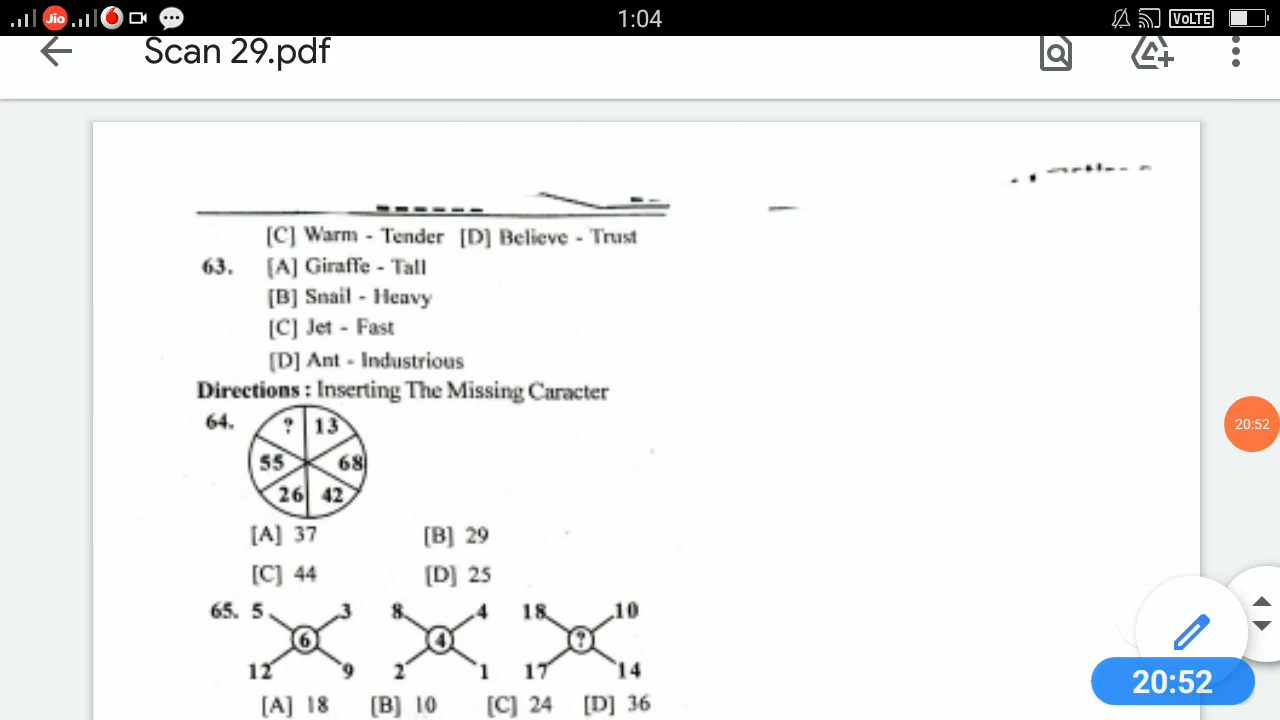 Jio
1:04
VoLTE
Scan 29.pdf
[C] Warm - Tender [D] Believe - Trust
63. [A] Giraffe - Tall
[B] Snail - Heavy
[C] Jet - Fast
[D] Ant - Industrious
Directions : Inserting The Missing Caracter
64. ? 13
55 68
26 42
[A] 37 [B] 29
[C] 44 [D] 25
65. 5 3 8 4 18 10
6 4 ?
12 9 2 1 17 14
[A] 18 [B] 10 [C] 24 [D] 36
20:52
20:52